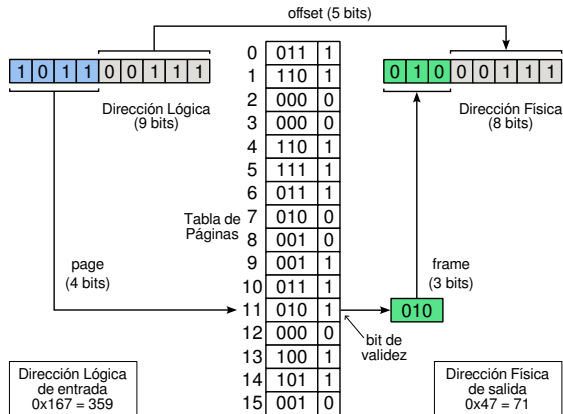 offset (5 bits)
1 0 1 1 0 0 1 1 1
Dirección Lógica
(9 bits)
0 011 1
1 110 1
2 000 0
3 000 0
4 110 1
5 111 1
6 011 1
7 010 0
8 001 0
9 001 1
10 011 1
11 010 1
12 000 0
13 100 1
14 101 1
15 001 0
Tabla de
Páginas
0 1 0 0 0 1 1 1
Dirección Física
(8 bits)
page
(4 bits)
frame
(3 bits)
010
bit de
validez
Dirección Lógica
de entrada
0x167 = 359
Dirección Física
de salida
0x47 = 71